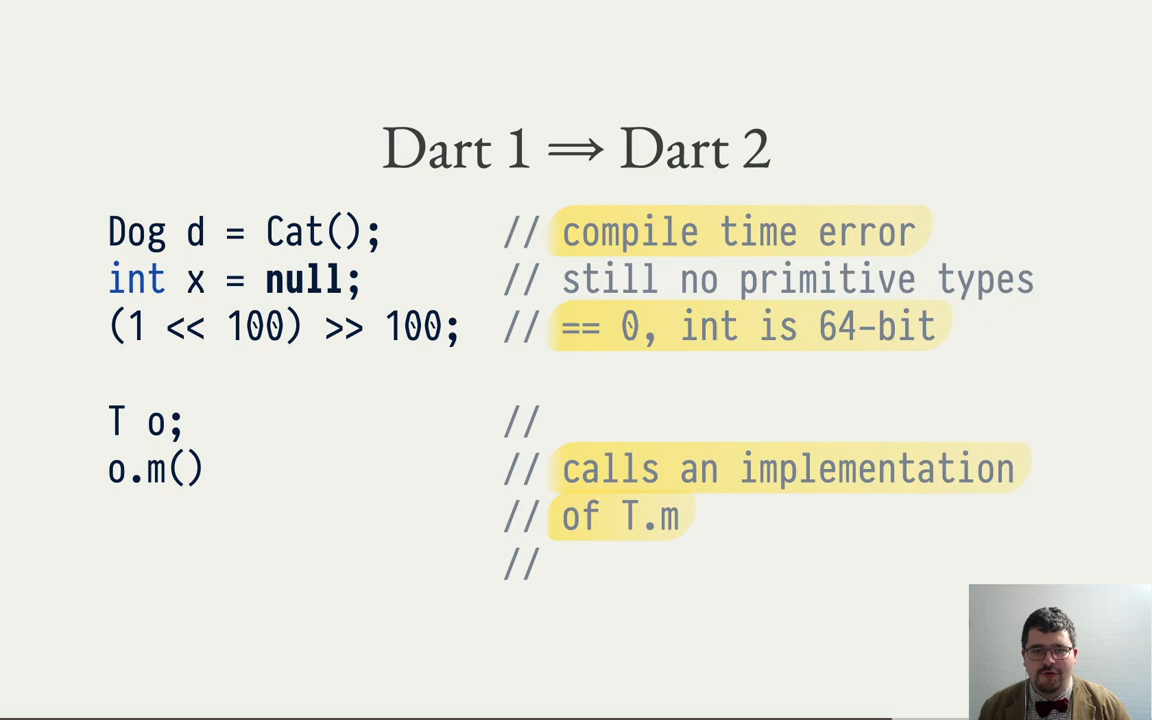 Dart 1 ⟹ Dart 2
Dog d = Cat(); // compile time error
int x = null; // still no primitive types
(1 << 100) >> 100; // == 0, int is 64-bit
T o; //
o.m() // calls an implementation
// of T.m
//